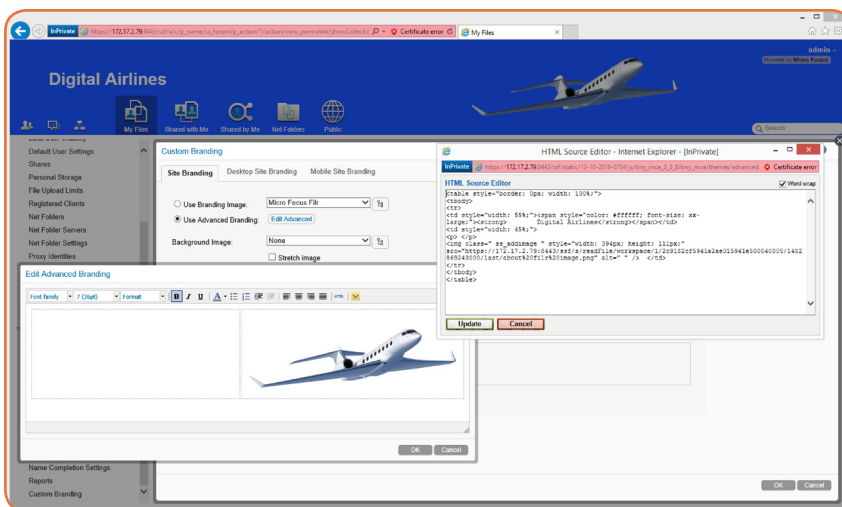 InPrivate https://172.17.2.79:8443/ssf/a/c/p_name/ss_forum/p_action/1/action/view_permalink/showCollectic Certificate error My Files
admin
Powered by Micro Focus
Digital Airlines
My Files Shared with Me Shared by Me Net Folders Public
Search
Default User Settings
Shares
Personal Storage
File Upload Limits
Registered Clients
Net Folders
Net Folder Servers
Net Folder Settings
Proxy Identities
Custom Branding
Site Branding Desktop Site Branding Mobile Site Branding
Use Branding Image: Micro Focus Filr
Use Advanced Branding: Edit Advanced
Background Image: None
Stretch image
HTML Source Editor - Internet Explorer - [InPrivate]
InPrivate https://172.17.2.79:8443/ssf/static/13-10-2016-0704/js/tiny_mce_3_5_8/tiny_mce/themes/advanced Certificate error
HTML Source Editor
Word wrap
<table style="border: 0px; width: 100%;">
<tbody>
<tr>
<td style="width: 55%;"><span style="color: #ffffff; font-size: xx-
large;"><strong> Digital Airlines</strong></span></td>
<td style="width: 45%;">
<p> </p>
<img class=" ss_addimage " style="width: 394px; height: 111px;"
src="https://172.17.2.79:8443/ssf/s/readFile/workspace/1/2c9182cf5941a2ae015941e500040005/1482
969243000/last/about%20filr%20image.png" alt=" " /> </td>
</tr>
</tbody>
</table>
Update Cancel
Edit Advanced Branding
Font family 7 (36pt) Format B I U A HTML
OK Cancel
Name Completion Settings
Reports
Custom Branding
OK Cancel